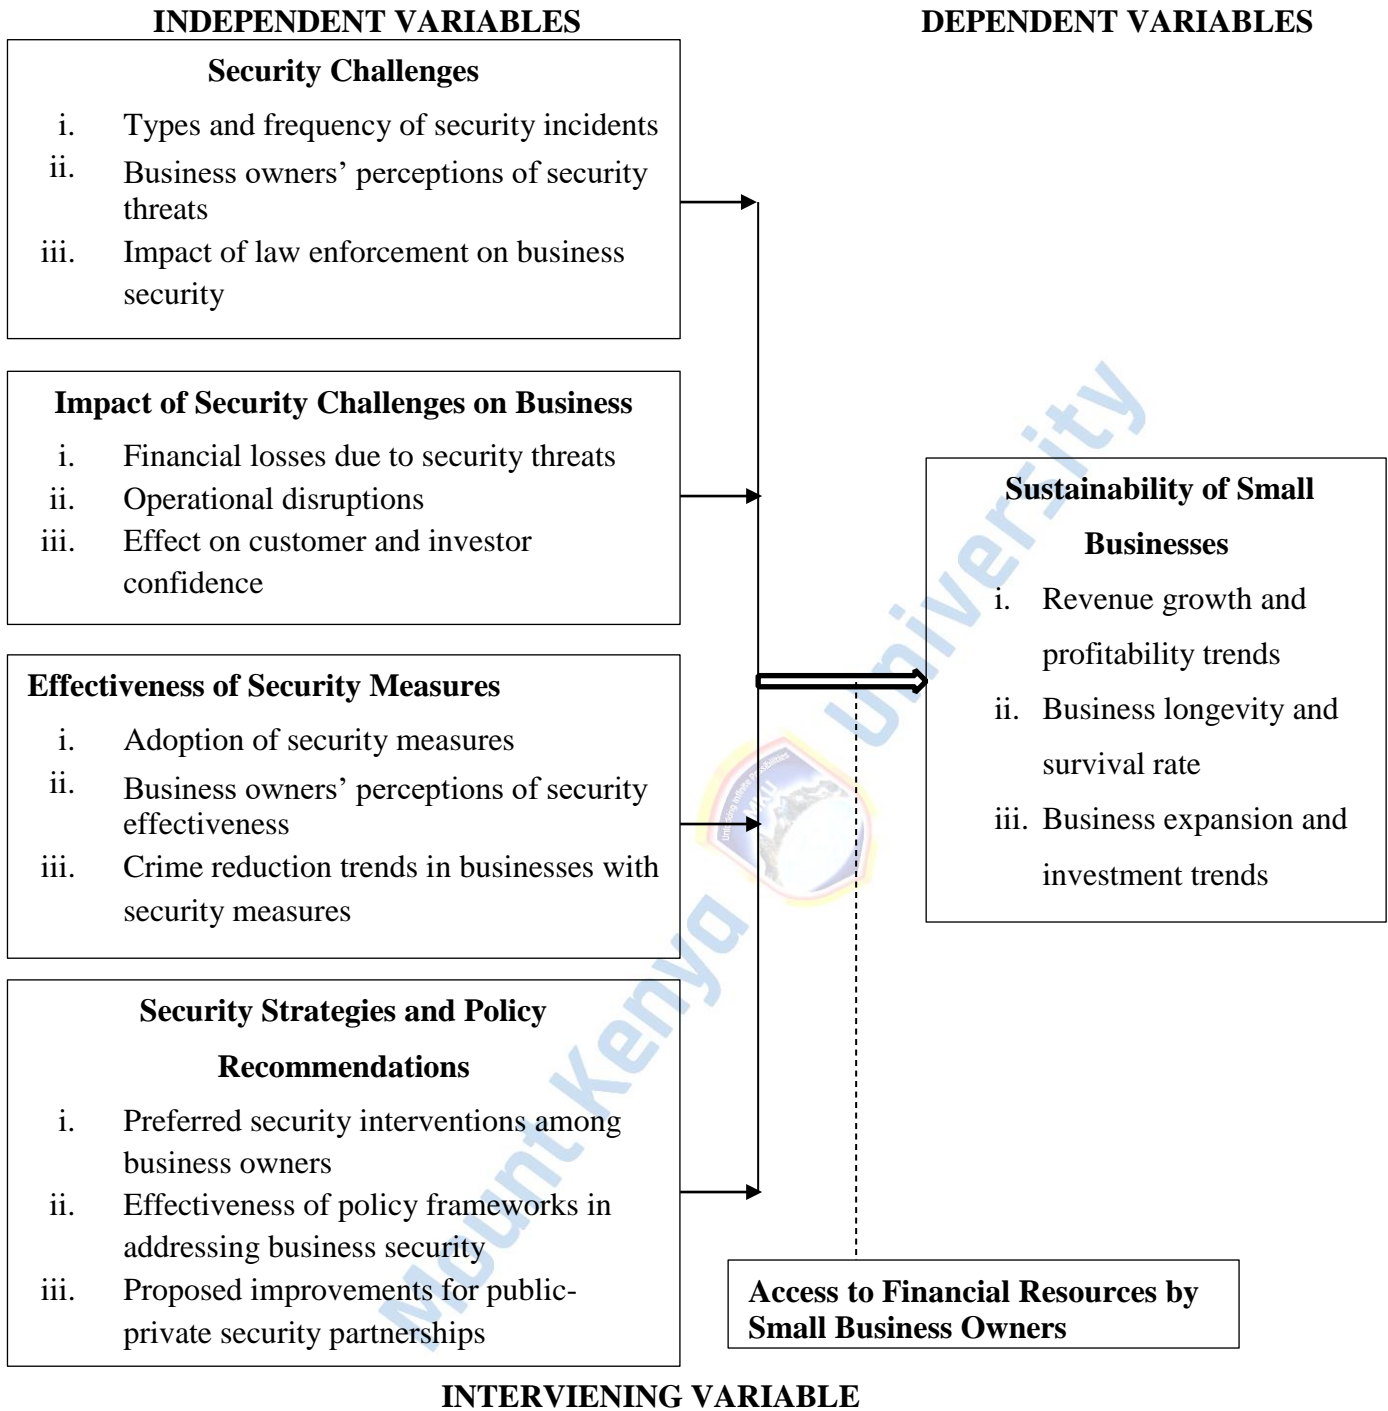 INDEPENDENT VARIABLES
DEPENDENT VARIABLES
Security Challenges
i. Types and frequency of security incidents
ii. Business owners’ perceptions of security
threats
iii. Impact of law enforcement on business
security
Impact of Security Challenges on Business
i. Financial losses due to security threats
ii. Operational disruptions
iii. Effect on customer and investor
confidence
Effectiveness of Security Measures
i. Adoption of security measures
ii. Business owners’ perceptions of security
effectiveness
iii. Crime reduction trends in businesses with
security measures
Security Strategies and Policy
Recommendations
i. Preferred security interventions among
business owners
ii. Effectiveness of policy frameworks in
addressing business security
iii. Proposed improvements for public-
private security partnerships
Sustainability of Small
Businesses
i. Revenue growth and
profitability trends
ii. Business longevity and
survival rate
iii. Business expansion and
investment trends
Access to Financial Resources by
Small Business Owners
INTERVIENING VARIABLE
Mount Kenya University
Unlocking Infinite Possibilities
MKU